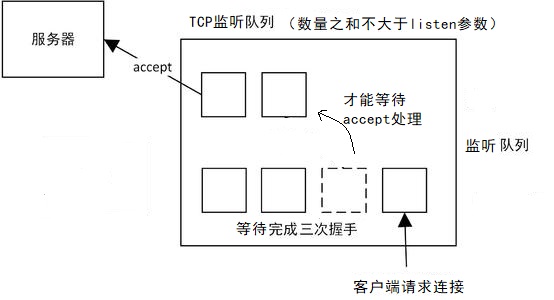 TCP监听队列 （数量之和不大于listen参数）
服务器
accept
才能等待
accept处理
监听队列
等待完成三次握手
客户端请求连接